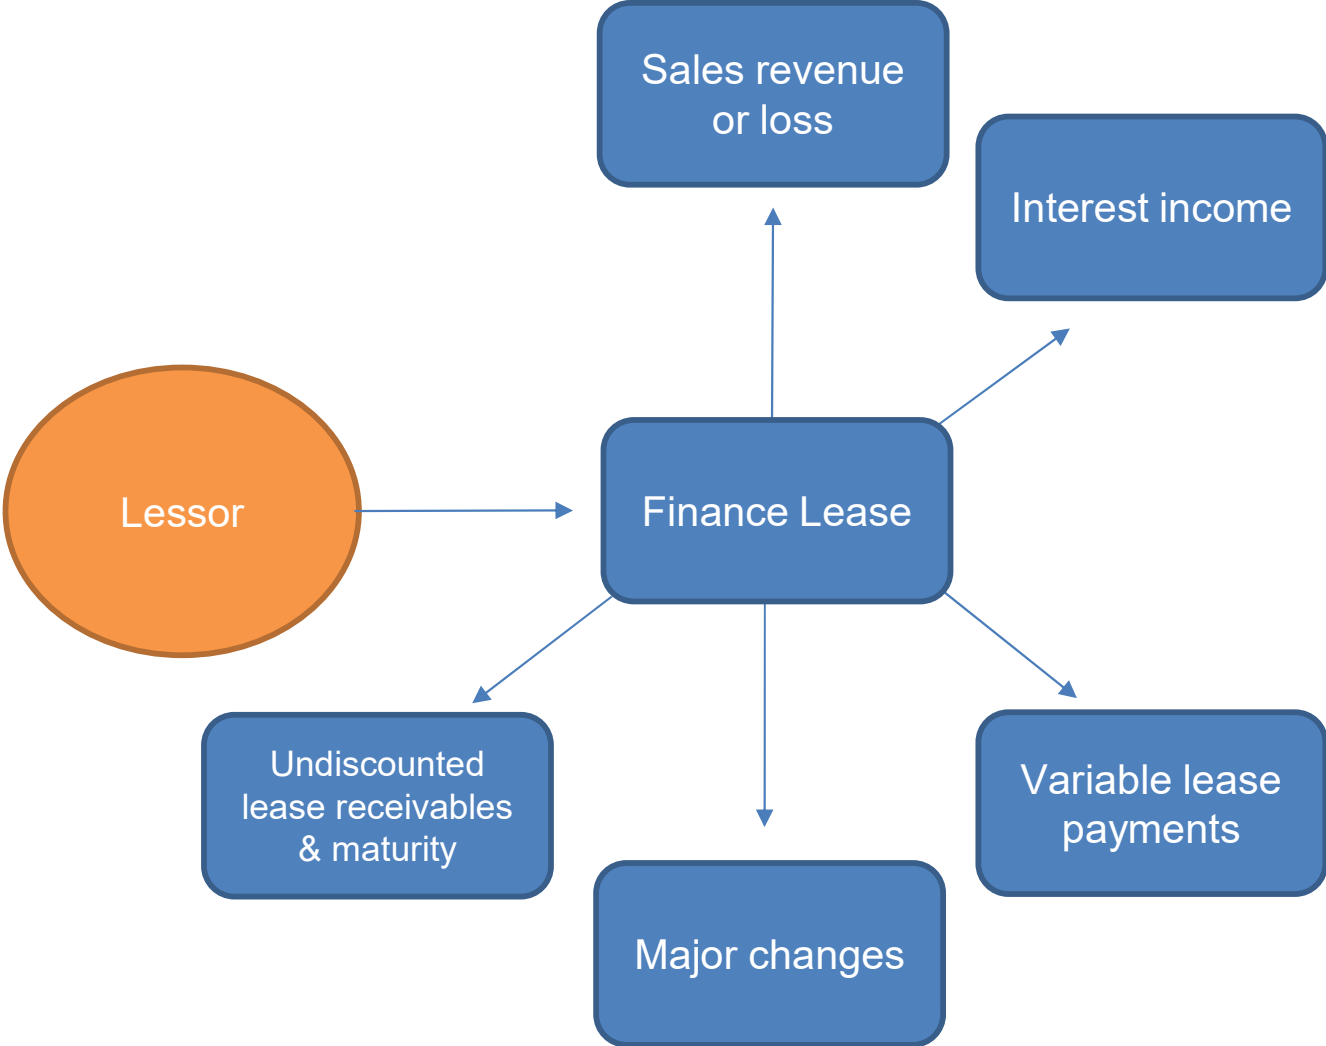 Sales revenue
or loss
Interest income
Lessor
Finance Lease
Undiscounted
lease receivables
& maturity
Variable lease
payments
Major changes